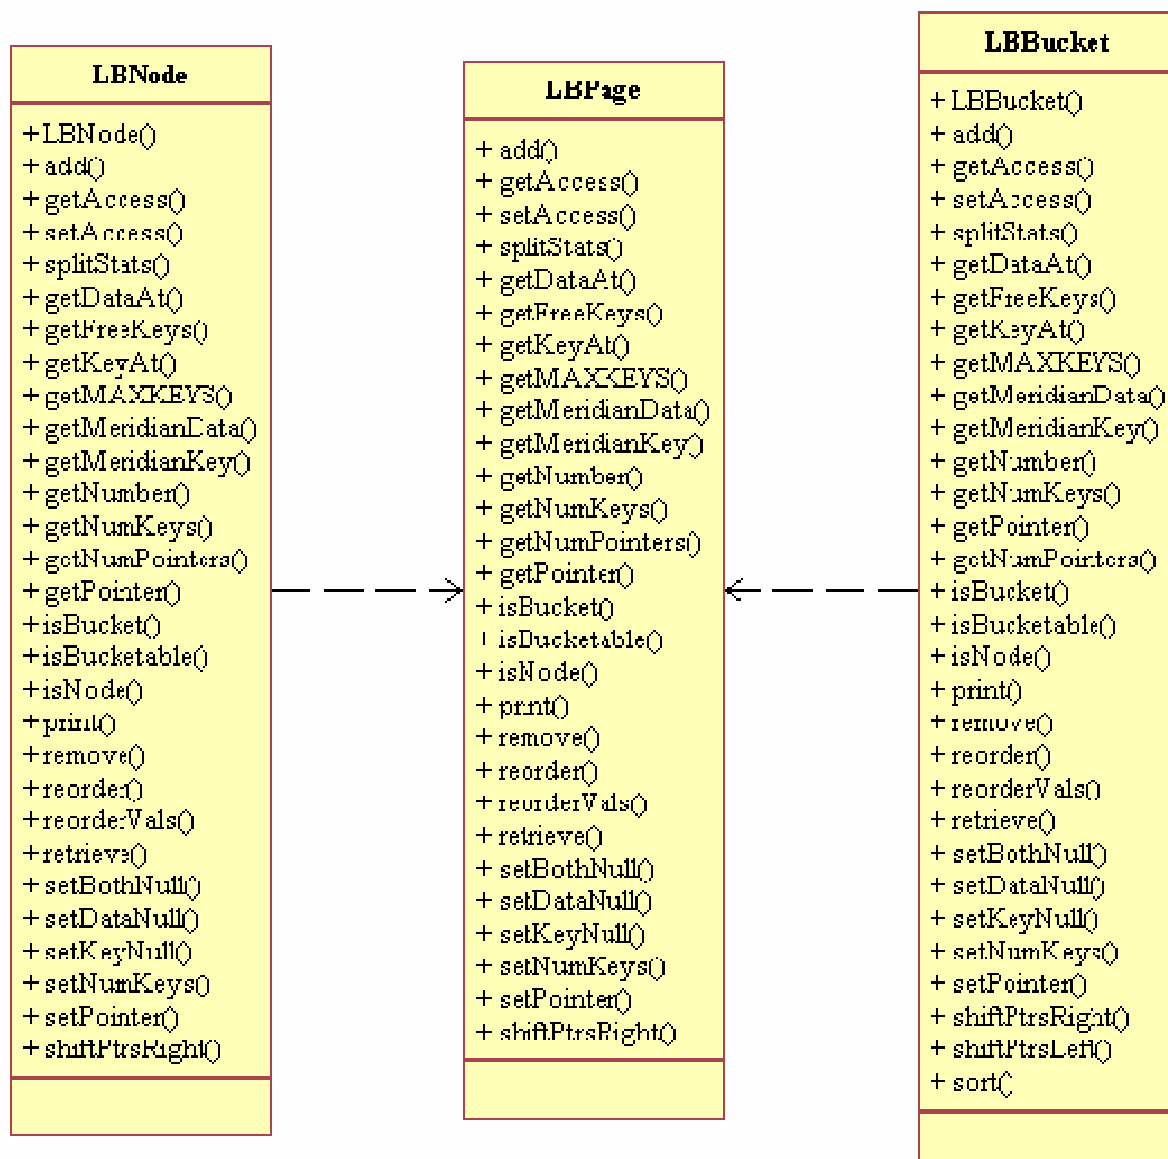 LBNode
+LBNode()
+add()
+getAccess()
+setAccess()
+splitStats()
+getDataAt()
+getFreeKeys()
+getKeyAt()
+getMAXKEYS()
+getMeridianData()
+getMeridianKey()
+getNumber()
+getNumKeys()
+getNumPointers()
+getPointer()
+isBucket()
+isBucketable()
+isNode()
+print()
+remove()
+reorder()
+reorderVals()
+retrieve()
+setBothNull()
+setDataNull()
+setKeyNull()
+setNumKeys()
+setPointer()
+shiftPtrsRight()
LBPage
+ add()
+ getAccess()
+ setAccess()
+ splitStats()
+ getDataAt()
+ getFreeKeys()
+ getKeyAt()
+ getMAXKEYS()
+ getMeridianData()
+ getMeridianKey()
+ getNumber()
+ getNumKeys()
+ getNumPointers()
+ getPointer()
+ isBucket()
+ isBucketable()
+ isNode()
+ print()
+ remove()
+ reorder()
+ reorderVals()
+ retrieve()
+ setBothNull()
+ setDataNull()
+ setKeyNull()
+ setNumKeys()
+ setPointer()
+ shiftPtrsRight()
LBBucket
+ LBBucket()
+ add()
+ getAccess()
+ setAccess()
+ splitStats()
+ getDataAt()
+ getFreeKeys()
+ getKeyAt()
+ getMAXKEYS()
+ getMeridianData()
+ getMeridianKey()
+ getNumber()
+ getNumKeys()
+ getPointer()
+ getNumPointers()
+ isBucket()
+ isBucketable()
+ isNode()
+ print()
+ remove()
+ reorder()
+ reorderVals()
+ retrieve()
+ setBothNull()
+ setDataNull()
+ setKeyNull()
+ setNumKeys()
+ setPointer()
+ shiftPtrsRight()
+ shiftPtrsLeft()
+ sort()